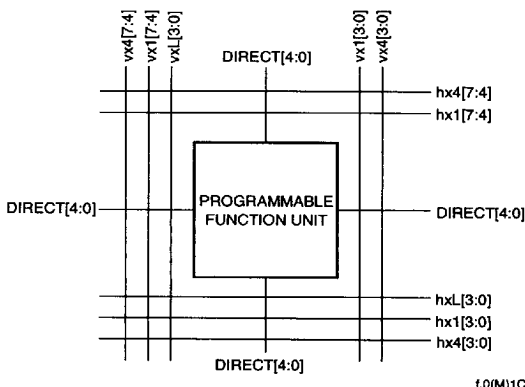 vx4[7:4]
vx1[7:4]
vxL[3:0]
DIRECT[4:0]
vx1[3:0]
vx4[3:0]
hx4[7:4]
hx1[7:4]
DIRECT[4:0]
PROGRAMMABLE
FUNCTION UNIT
DIRECT[4:0]
hxL[3:0]
hx1[3:0]
hx4[3:0]
DIRECT[4:0]
f.0(M)1C